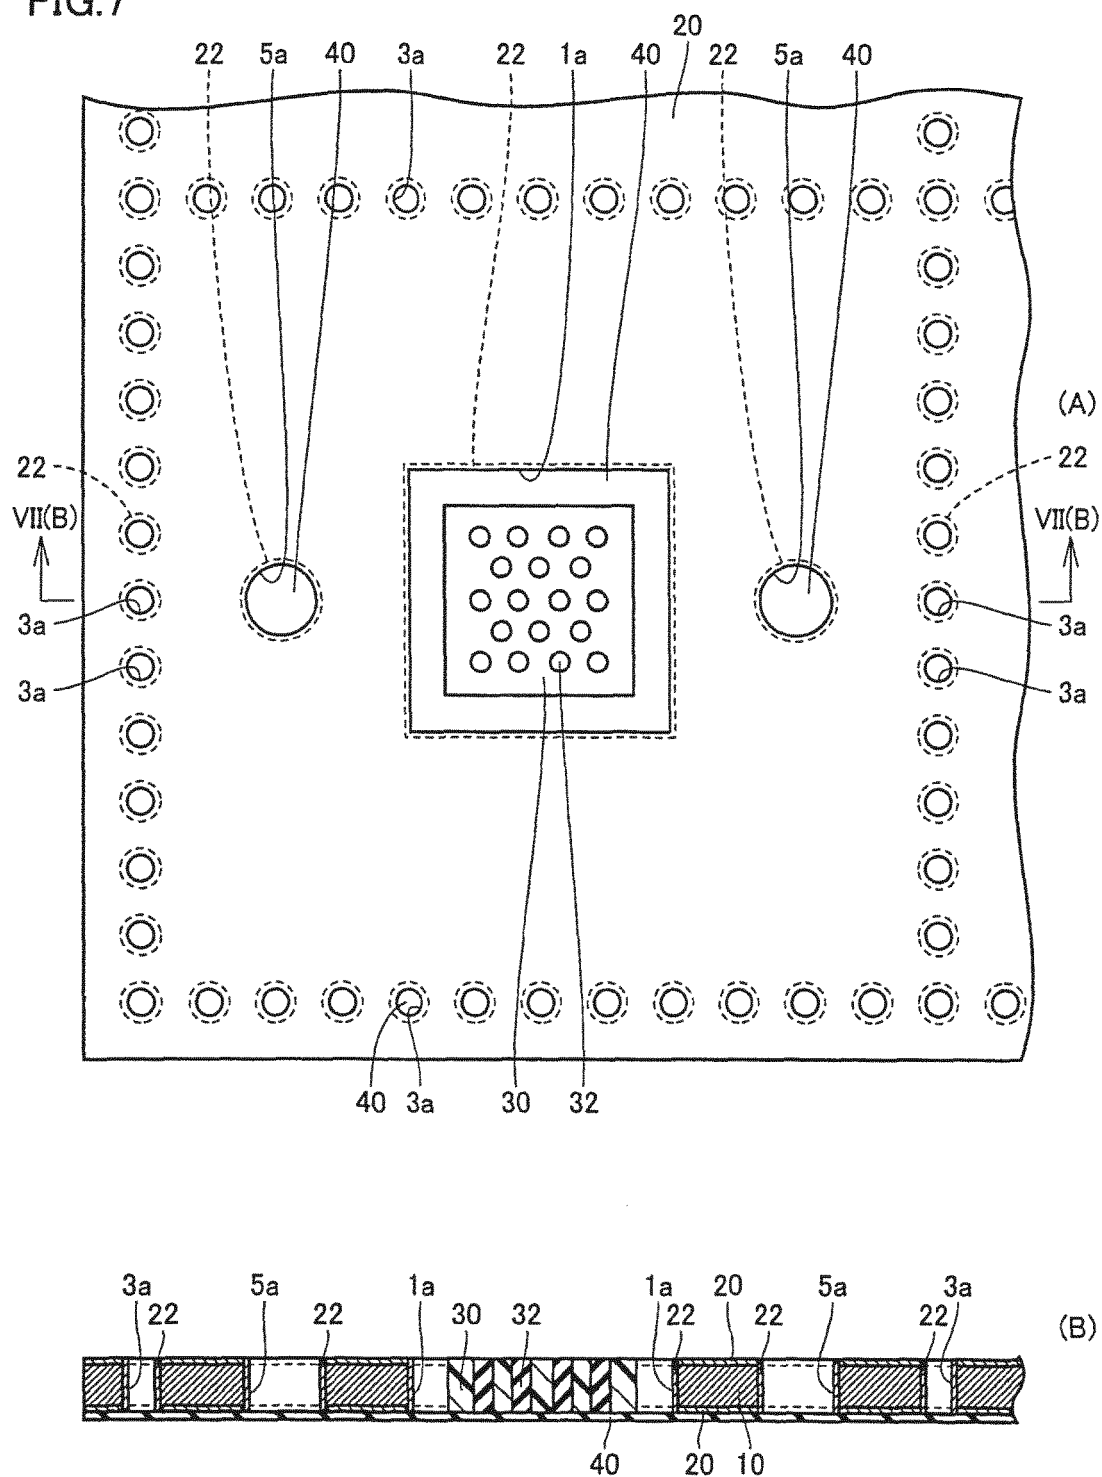 FIG.7
20
22 5a 40 3a 22 1a 40 22 5a 40
(A)
22 22
VII(B) VII(B)
3a 3a
3a 3a
40 3a 30 32
3a 5a 1a 1a 20 5a 3a
22 22 30 32 22 22 22
(B)
40 20 10